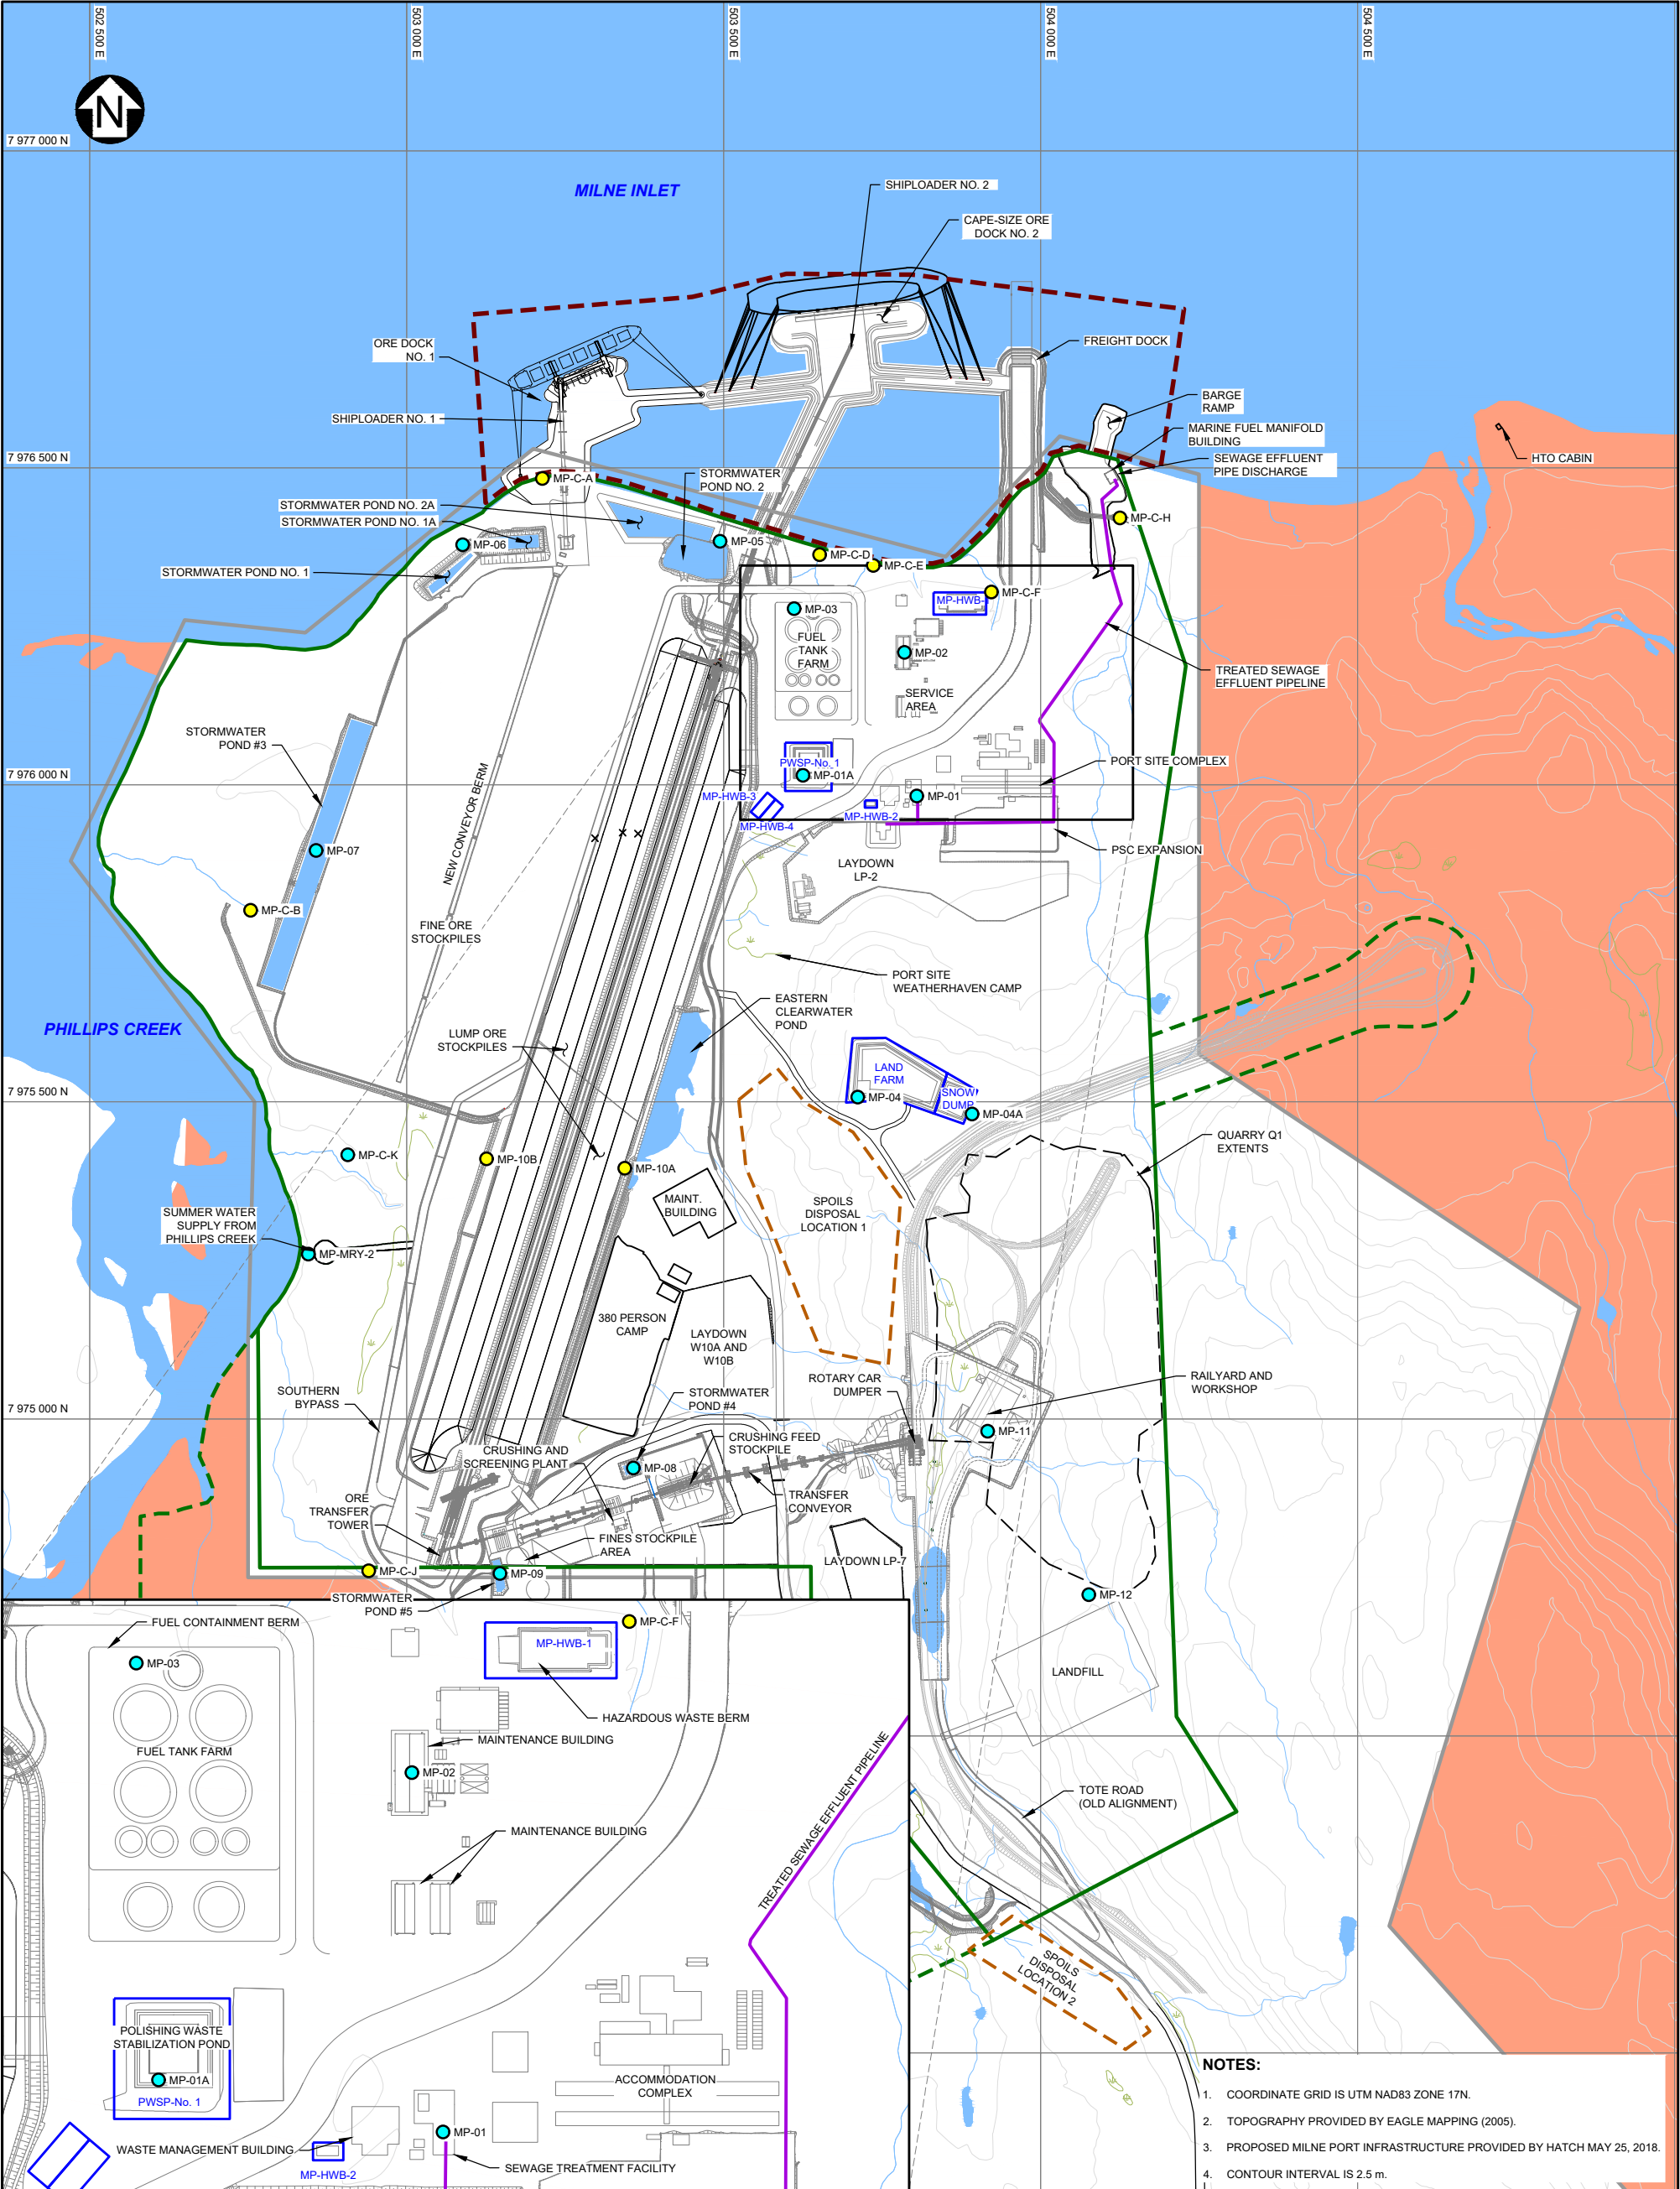 502 500 E
503 000 E
503 500 E
504 000 E
504 500 E
N
7 977 000 N
MILNE INLET
SHIPLOADER NO. 2
CAPE-SIZE ORE
DOCK NO. 2
ORE DOCK
NO. 1
FREIGHT DOCK
SHIPLOADER NO. 1
BARGE
RAMP
MARINE FUEL MANIFOLD
BUILDING
SEWAGE EFFLUENT
PIPE DISCHARGE
HTO CABIN
7 976 500 N
MP-C-A
STORMWATER
POND NO. 2
STORMWATER POND NO. 2A
STORMWATER POND NO. 1A
MP-C-H
MP-06
MP-05
MP-C-D
MP-C-E
STORMWATER POND NO. 1
MP-C-F
MP-HWB-
MP-03
FUEL
TANK
FARM
MP-02
TREATED SEWAGE
EFFLUENT PIPELINE
SERVICE
AREA
STORMWATER
POND #3
7 976 000 N
PWSP-No. 1
MP-01A
PORT SITE COMPLEX
NEW CONVEYOR BERM
MP-HWB-3
MP-01
MP-HWB-2
MP-HWB-4
MP-07
PSC EXPANSION
LAYDOWN
LP-2
MP-C-B
FINE ORE
STOCKPILES
PORT SITE
WEATHERHAVEN CAMP
PHILLIPS CREEK
EASTERN
CLEARWATER
POND
LUMP ORE
STOCKPILES
7 975 500 N
LAND
FARM
SNOW
DUMP
MP-04
MP-04A
MP-C-K
MP-10B
MP-10A
QUARRY Q1
EXTENTS
MAINT.
BUILDING
SPOILS
DISPOSAL
LOCATION 1
SUMMER WATER
SUPPLY FROM
PHILLIPS CREEK
MP-MRY-2
380 PERSON
CAMP
LAYDOWN
W10A AND
W10B
ROTARY CAR
DUMPER
RAILYARD AND
WORKSHOP
SOUTHERN
BYPASS
7 975 000 N
STORMWATER
POND #4
MP-11
CRUSHING FEED
STOCKPILE
CRUSHING AND
SCREENING PLANT
MP-08
TRANSFER
CONVEYOR
ORE
TRANSFER
TOWER
FINES STOCKPILE
AREA
LAYDOWN LP-7
MP-C-J
MP-09
MP-12
STORMWATER
POND #5
FUEL CONTAINMENT BERM
MP-C-F
MP-HWB-1
MP-03
LANDFILL
HAZARDOUS WASTE BERM
MAINTENANCE BUILDING
FUEL TANK FARM
MP-02
TREATED SEWAGE EFFLUENT PIPELINE
TOTE ROAD
(OLD ALIGNMENT)
MAINTENANCE BUILDING
SPOILS
DISPOSAL
LOCATION 2
POLISHING WASTE
STABILIZATION POND
MP-01A
PWSP-No. 1
ACCOMMODATION
COMPLEX
MP-01
WASTE MANAGEMENT BUILDING
MP-HWB-2
SEWAGE TREATMENT FACILITY
NOTES:
1. COORDINATE GRID IS UTM NAD83 ZONE 17N.
2. TOPOGRAPHY PROVIDED BY EAGLE MAPPING (2005).
3. PROPOSED MILNE PORT INFRASTRUCTURE PROVIDED BY HATCH MAY 25, 2018.
4. CONTOUR INTERVAL IS 2.5 m.